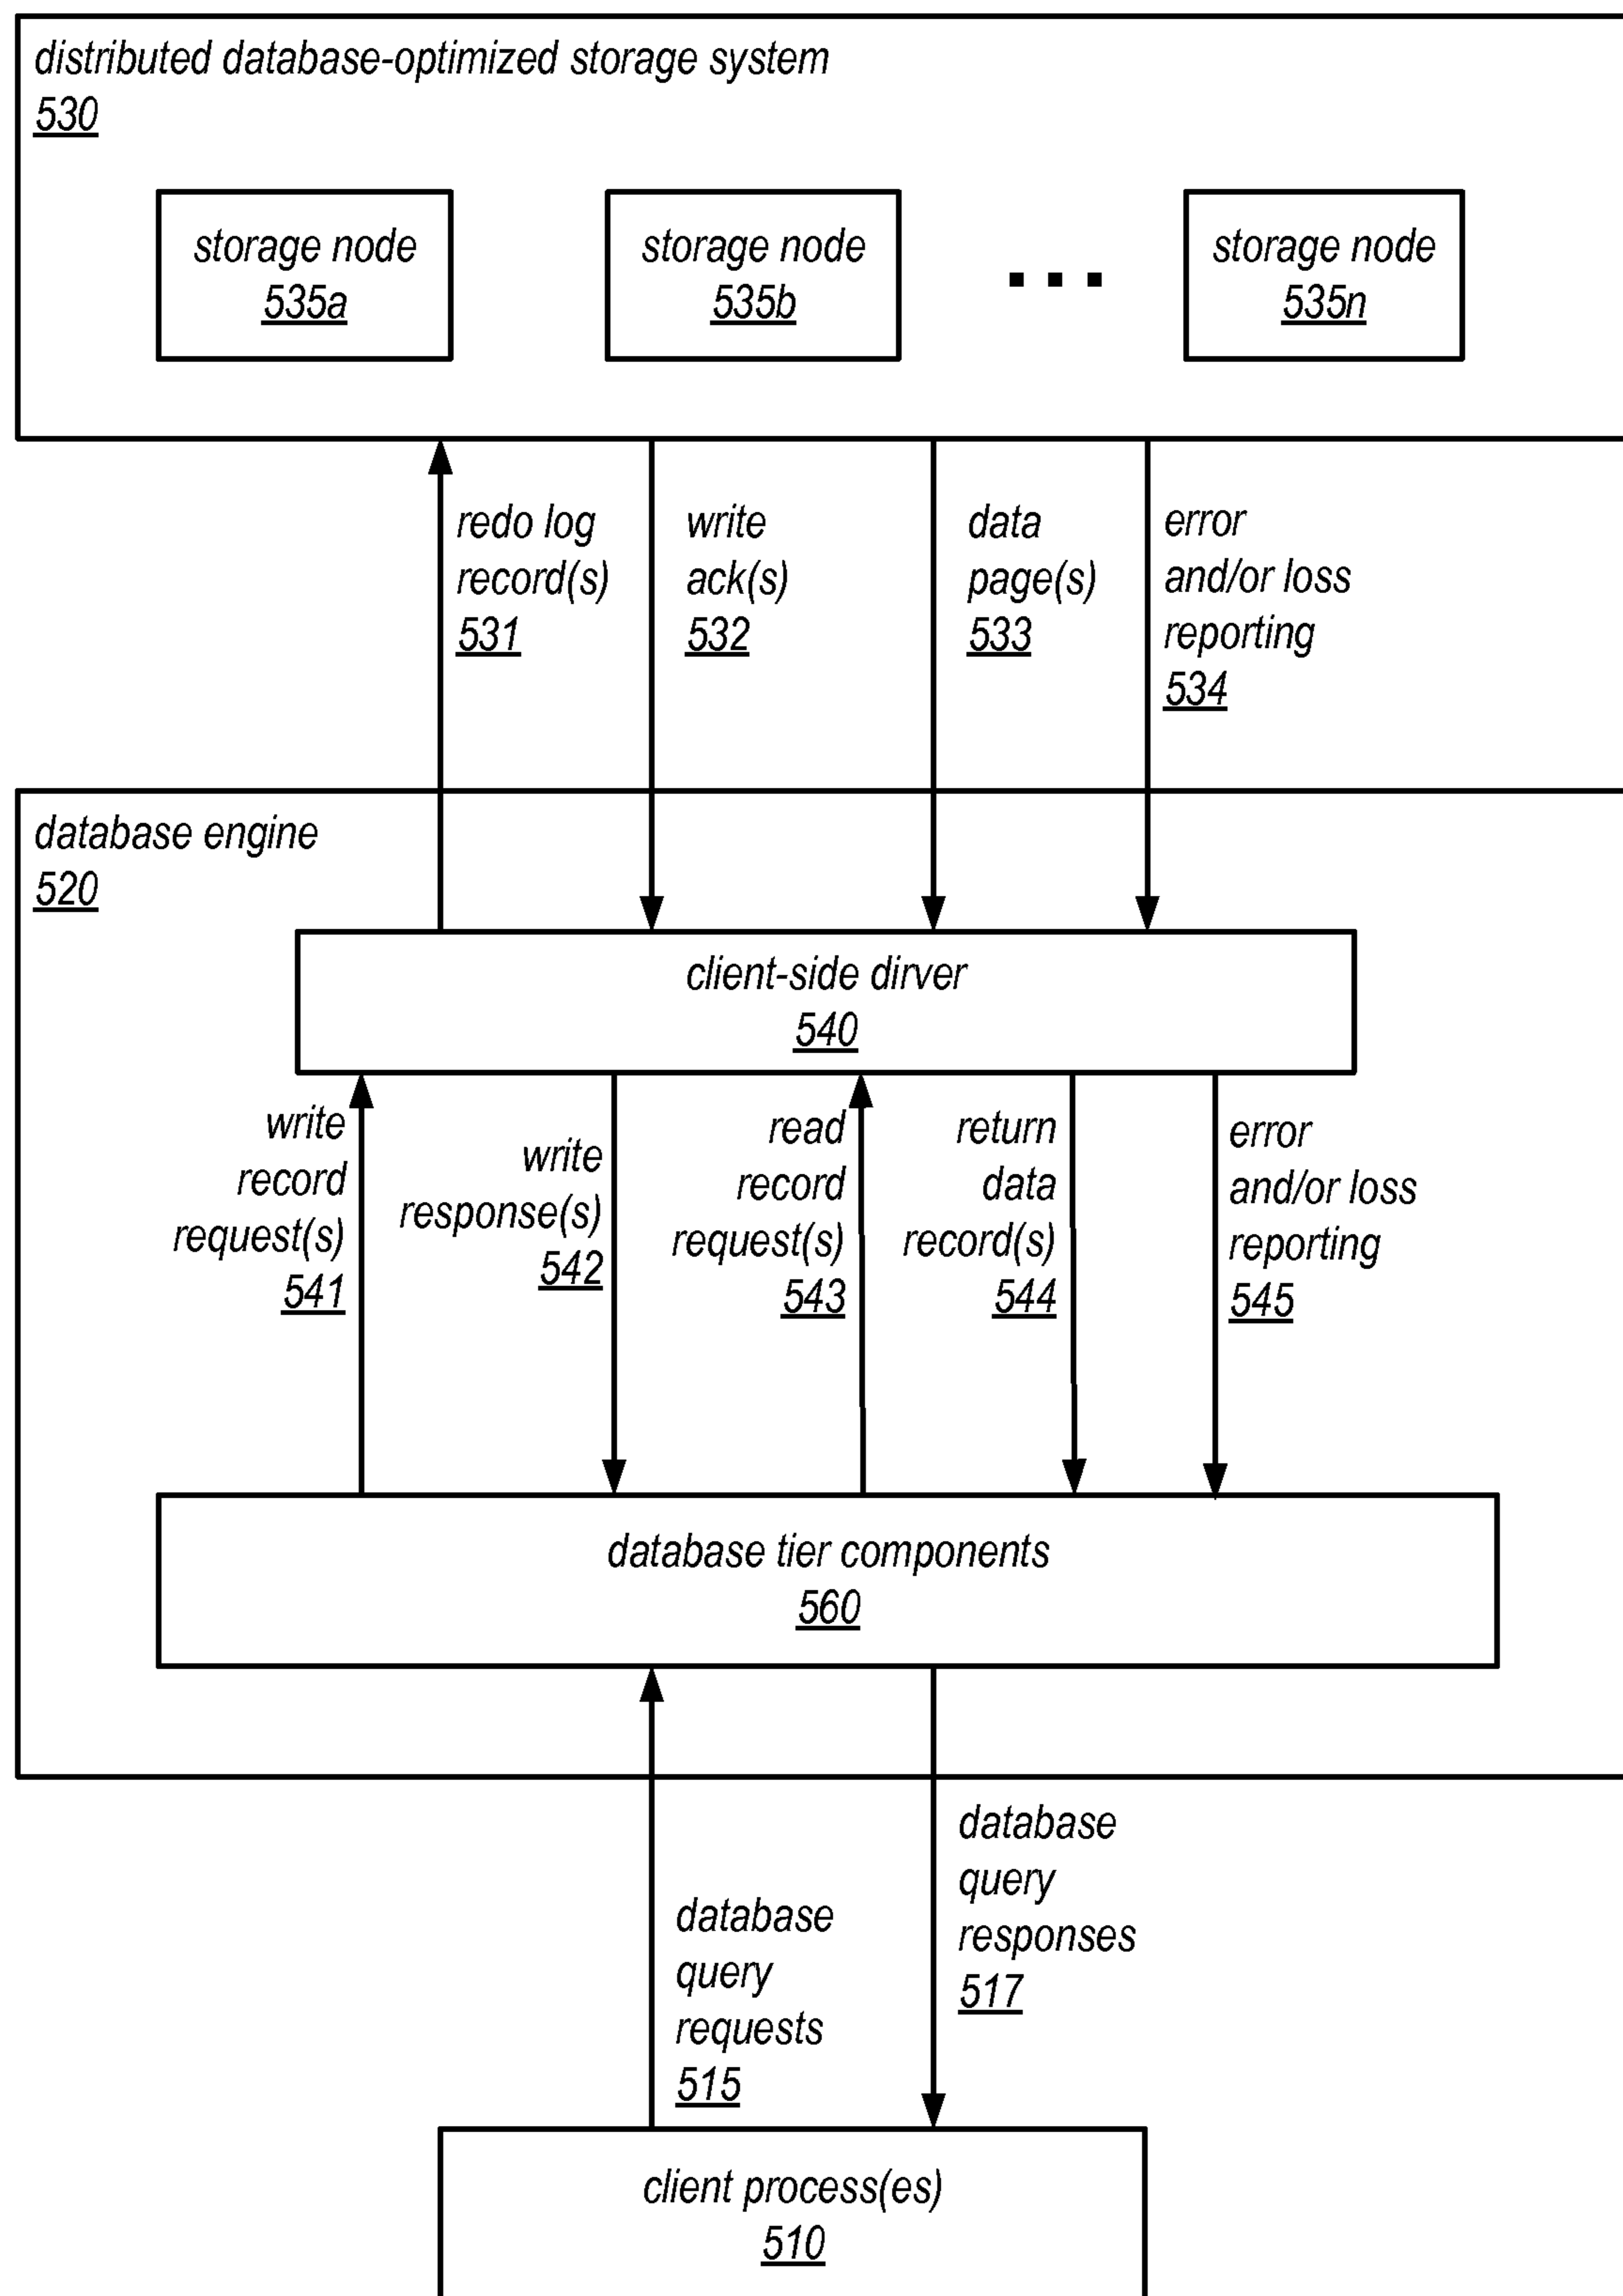 distributed database-optimized storage system
530
storage node
535a
storage node
535b
storage node
535n
redo log
record(s)
531
write
ack(s)
532
data
page(s)
533
error
and/or loss
reporting
534
database engine
520
client-side dirver
540
write
record
request(s)
541
write
response(s)
542
read
record
request(s)
543
return
data
record(s)
544
error
and/or loss
reporting
545
database tier components
560
database
query
requests
515
database
query
responses
517
client process(es)
510